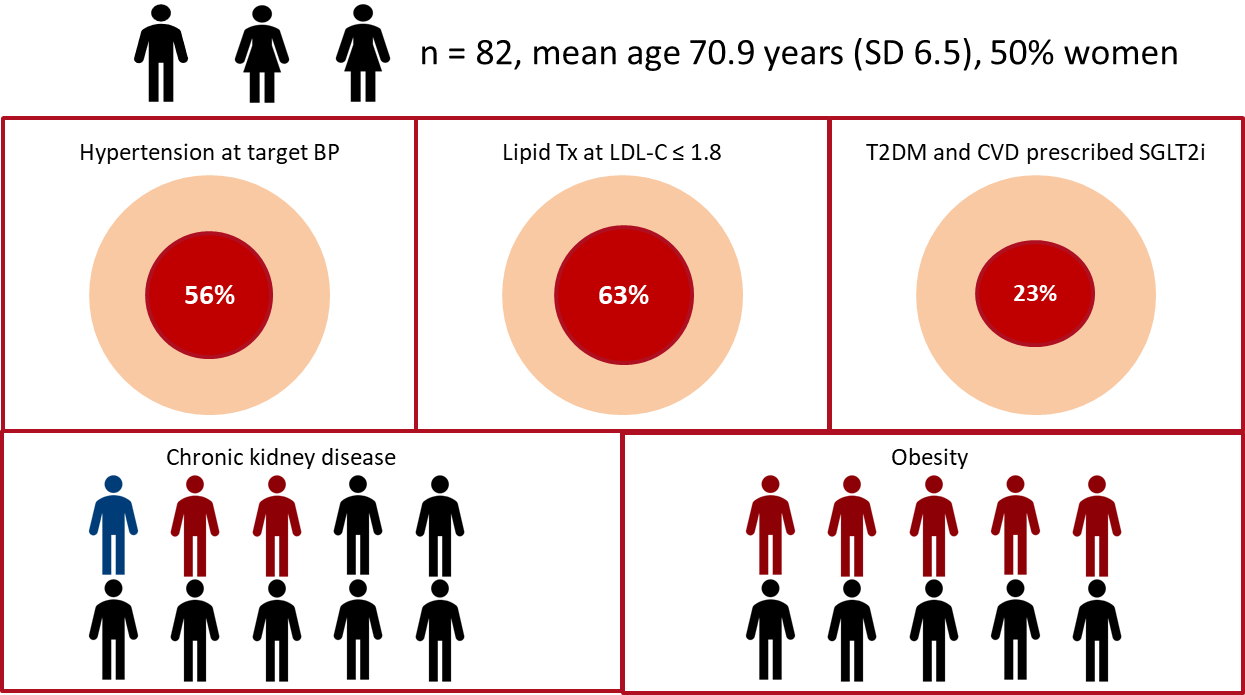 n = 82, mean age 70.9 years (SD 6.5), 50% women
Hypertension at target BP
56%
Lipid Tx at LDL-C ≤ 1.8
63%
T2DM and CVD prescribed SGLT2i
23%
Chronic kidney disease
Obesity